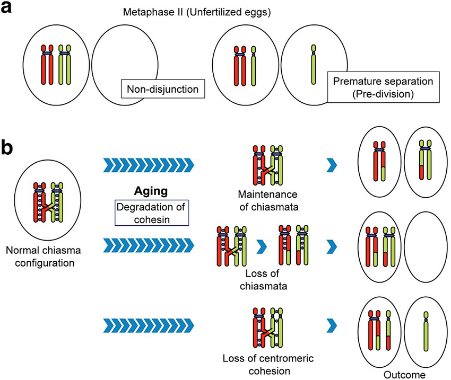 a
Metaphase II (Unfertilized eggs)
Non-disjunction
Premature separation
(Pre-division)
b
Normal chiasma
configuration
Aging
Degradation of
cohesin
Maintenance
of chiasmata
Loss of
chiasmata
Loss of centromeric
cohesion
Outcome